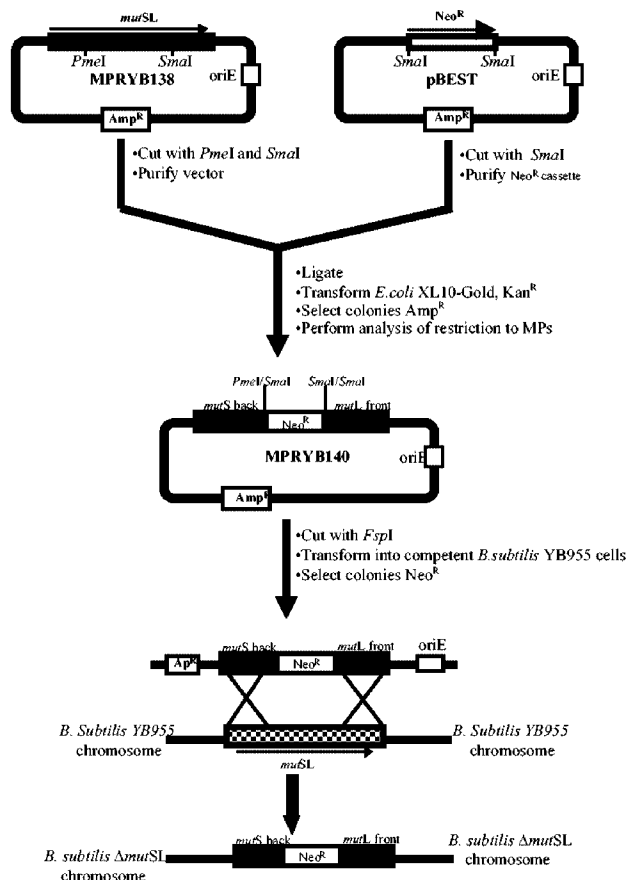 mutSL
NeoR
PmeI SmaI
SmaI SmaI
MPRYB138
oriE
pBEST
oriE
AmpR
AmpR
•Cut with PmeI and SmaI
•Purify vector
•Cut with SmaI
•Purify NeoR cassette
•Ligate
•Transform E.coli XL10-Gold, KanR
•Select colonies AmpR
•Perform analysis of restriction to MPs
PmeI/SmaI SmaI/SmaI
mutS back mutL front
NeoR
MPRYB140
oriE
AmpR
•Cut with FspI
•Transform into competent B.subtilis YB955 cells
•Select colonies NeoR
mutS back mutL front
oriE
ApR
NeoR
B. Subtilis YB955
chromosome
B. Subtilis YB955
chromosome
mutSL
mutS back mutL front
B. subtilis ΔmutSL
chromosome
NeoR
B. subtilis ΔmutSL
chromosome